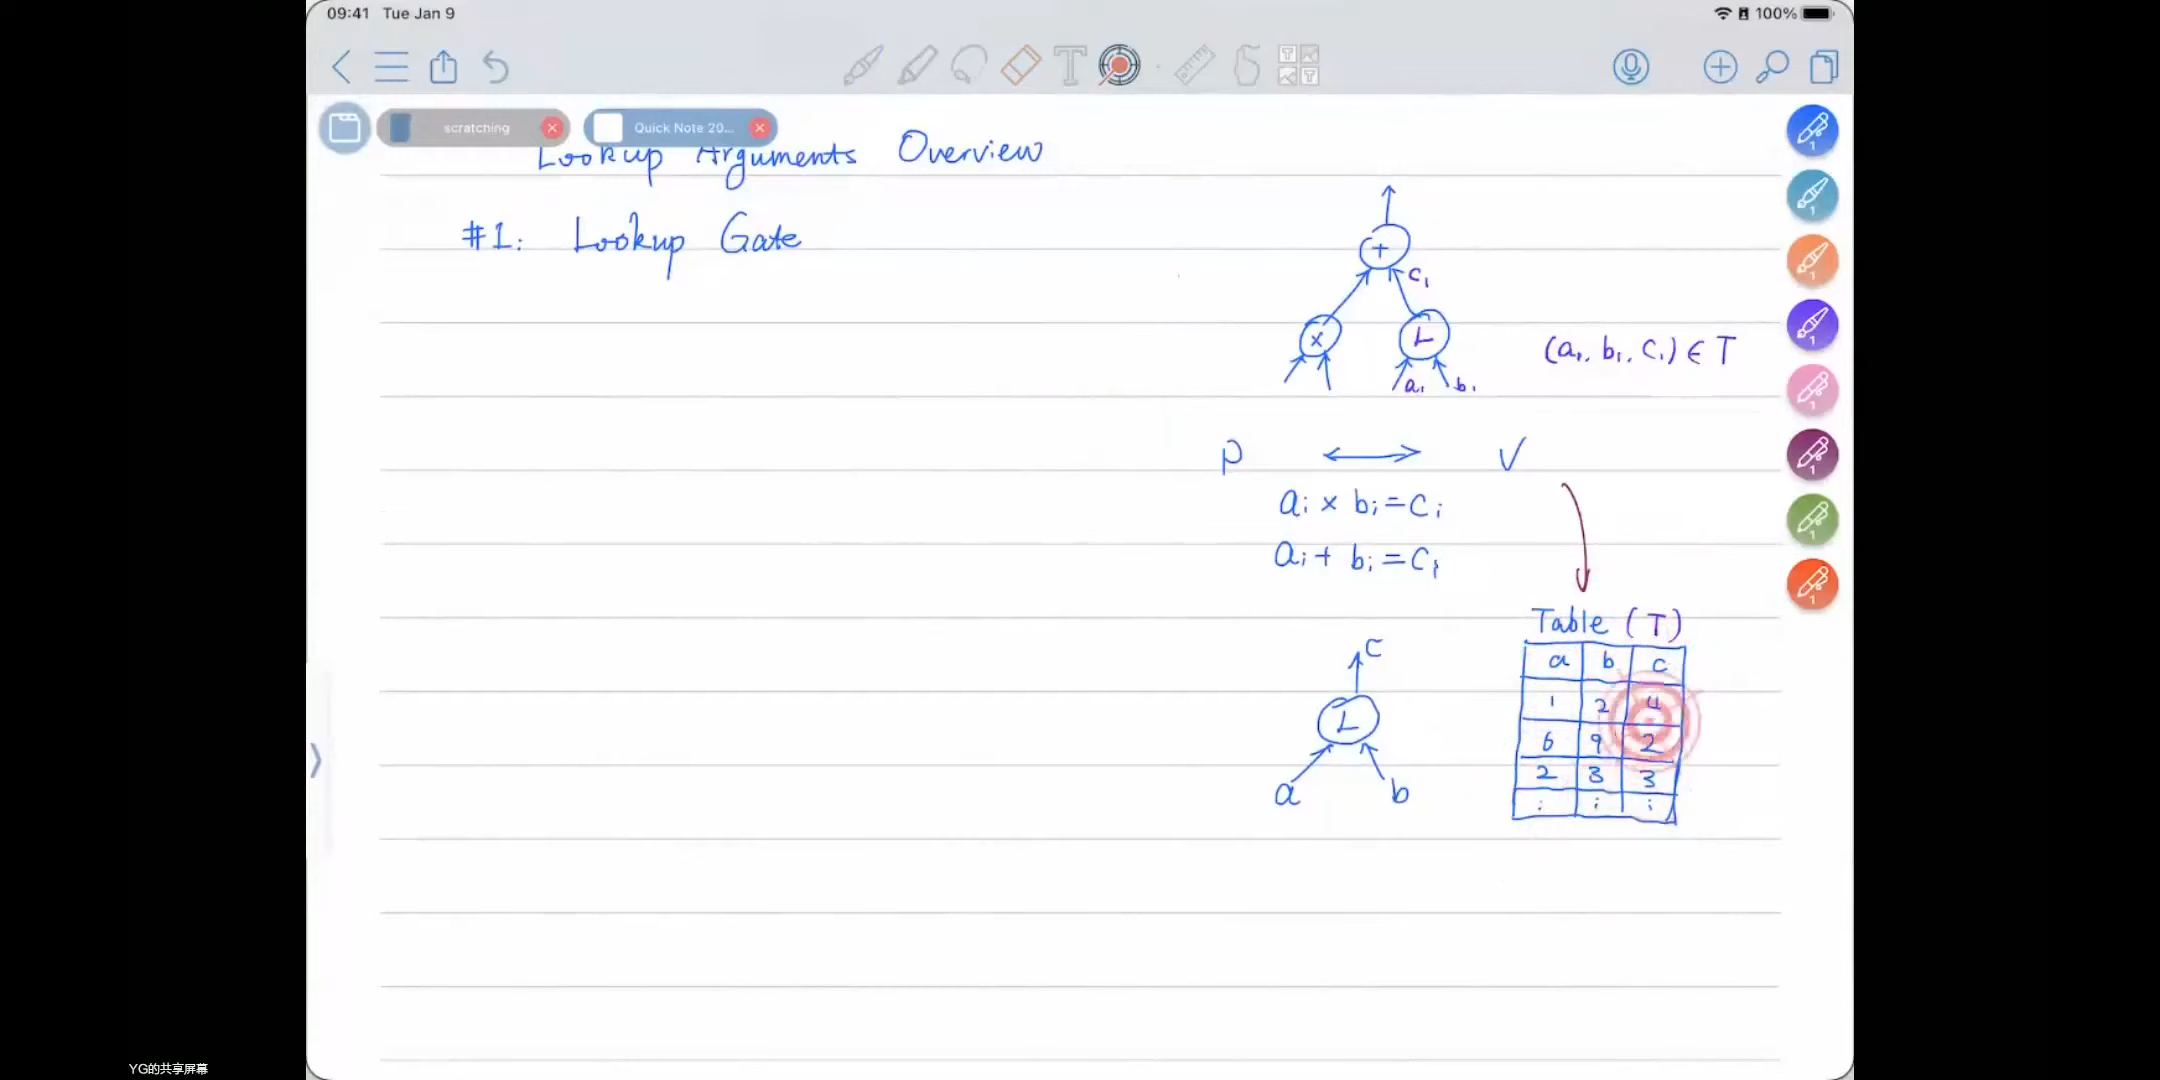 09:41 Tue Jan 9
100%
scratching
Quick Note 20...
Lookup Arguments Overview
#1: Lookup Gate
+
c₁
x
L
(a₁, b₁, c₁) ∈ T
a₁
b₁
P ⟷ V
aᵢ × bᵢ = cᵢ
aᵢ + bᵢ = cᵢ
Table (T)
a b c
1 2 4
6 9 2
2 3 3
: : :
c
L
a b
YG的共享屏幕